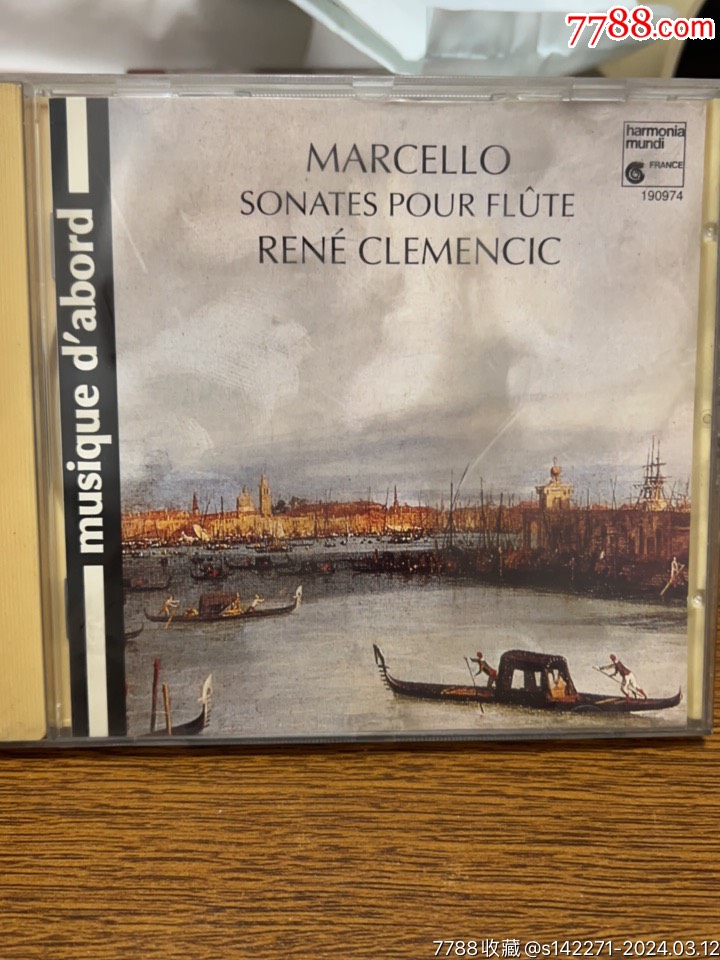 7788.com
MARCELLO
SONATES POUR FLÛTE
RENÉ CLEMENCIC
harmonia
mundi
FRANCE
190974
musique d'abord
7788收藏@s142271-2024.03.12